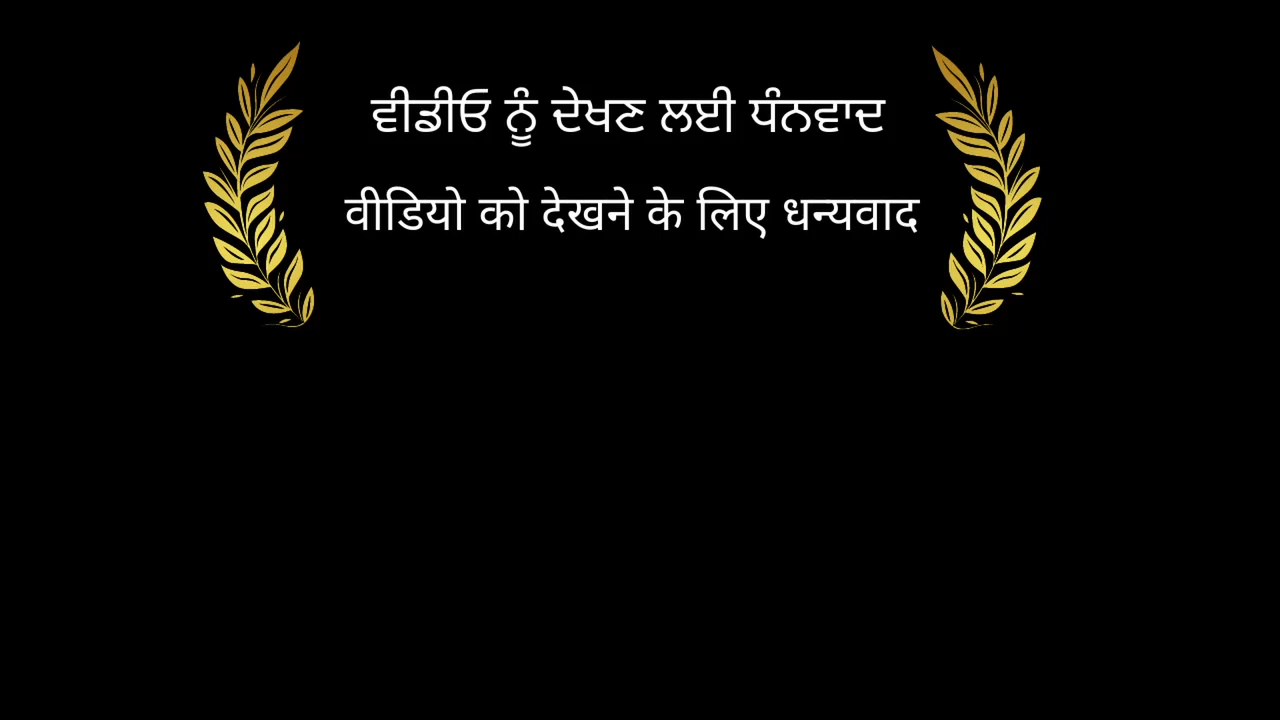 ਵੀਡੀਓ ਨੂੰ ਦੇਖਣ ਲਈ ਧੰਨਵਾਦ
वीडियो को देखने के लिए धन्यवाद